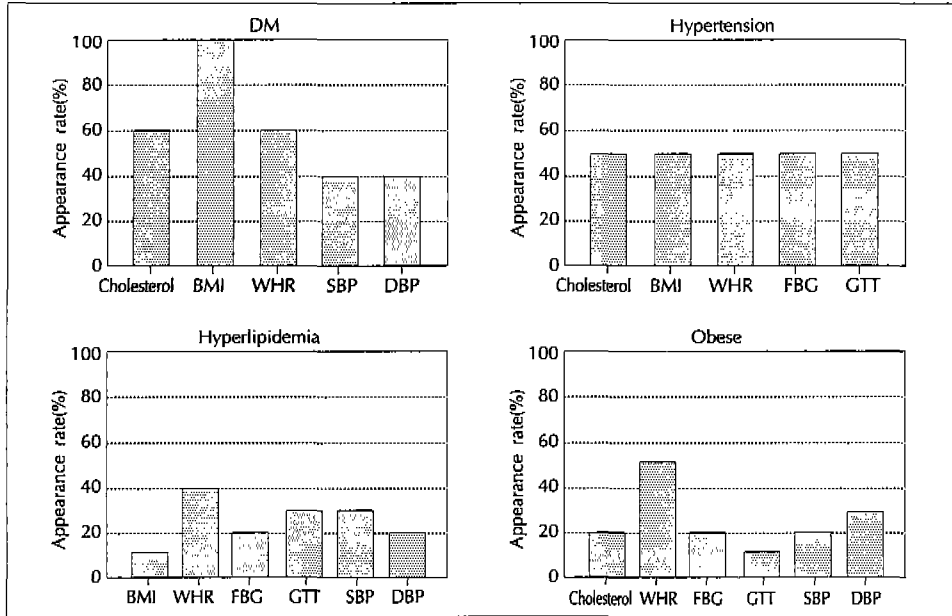 DM
Appearance rate(%)
100
80
60
40
20
0
Cholesterol BMI WHR SBP DBP
Hypertension
Appearance rate(%)
100
80
60
40
20
0
Cholesterol BMI WHR FBG GTT
Hyperlipidemia
Appearance rate(%)
100
80
60
40
20
0
BMI WHR FBG GTT SBP DBP
Obese
Appearance rate(%)
100
80
60
40
20
0
Cholesterol WHR FBG GTT SBP DBP